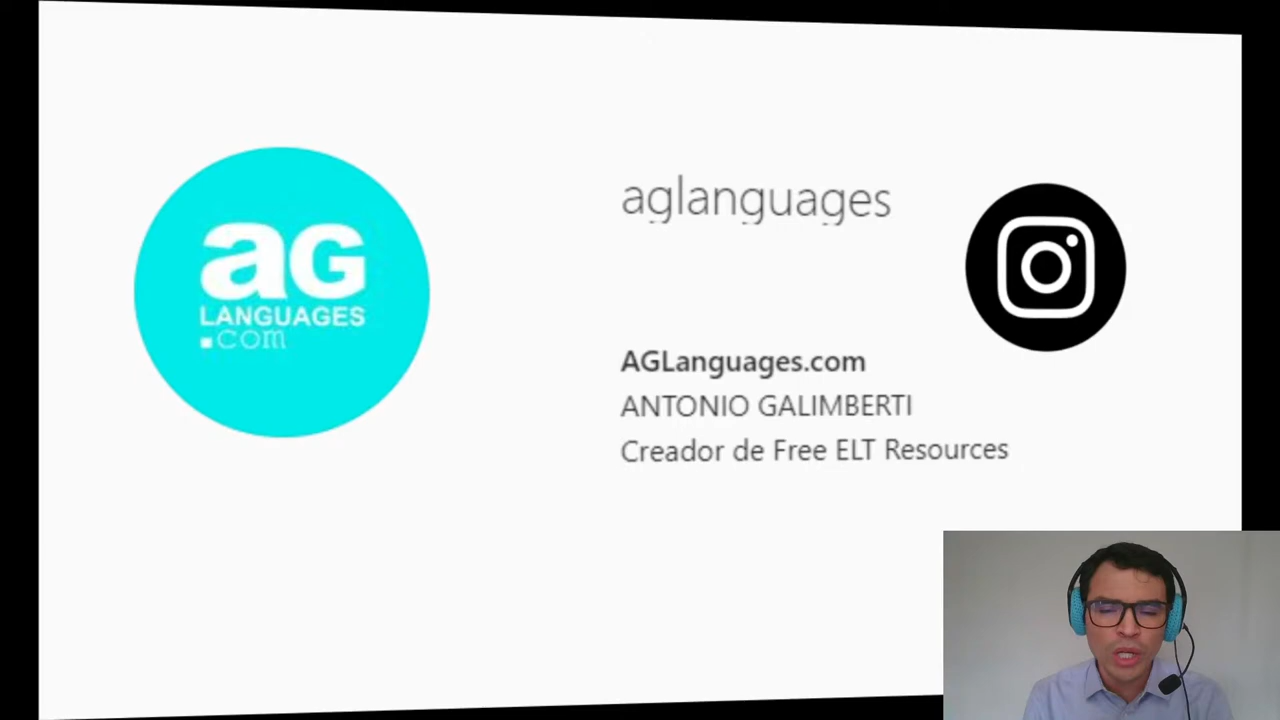 aG
LANGUAGES
.com
aglanguages
AGLanguages.com
ANTONIO GALIMBERTI
Creador de Free ELT Resources